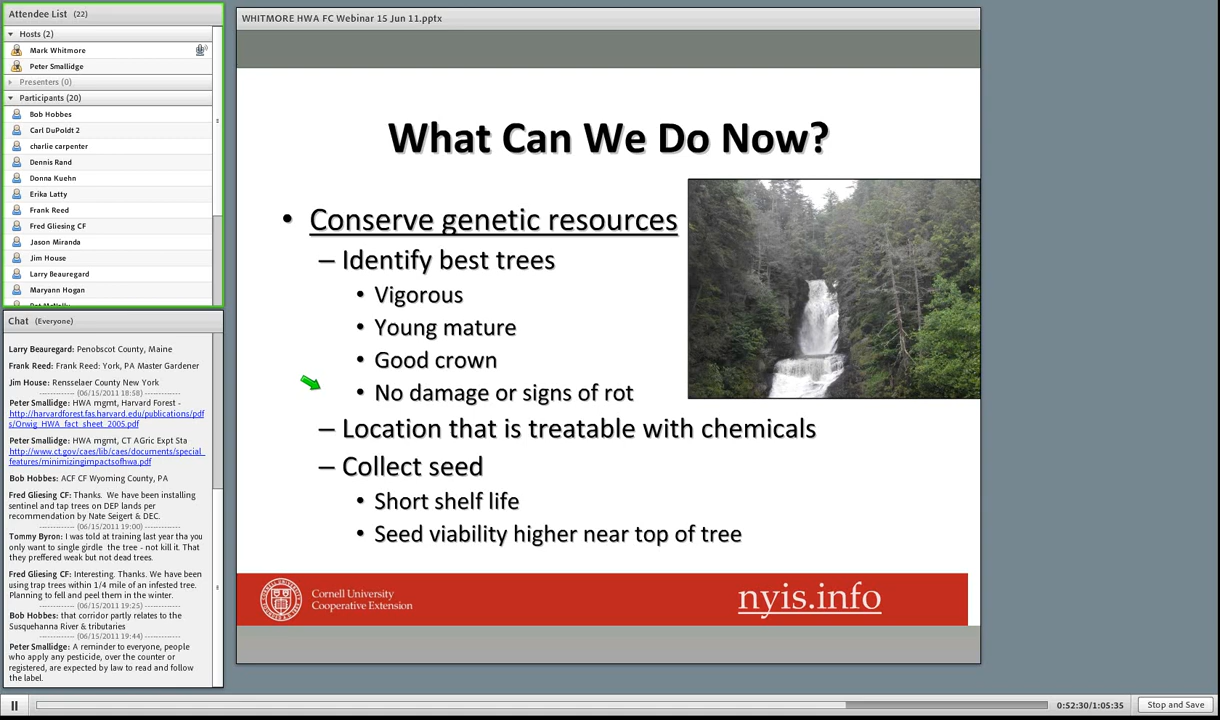 Attendee List (22)
Hosts (2)
Mark Whitmore
Peter Smallidge
Presenters (0)
Participants (20)
Bob Hobbes
Carl DuPoldt 2
charlie carpenter
Dennis Rand
Donna Kuehn
Erika Latty
Frank Reed
Fred Gliesing CF
Jason Miranda
Jim House
Larry Beauregard
Maryann Hogan
Chat (Everyone)
Larry Beauregard: Penobscot County, Maine
Frank Reed: Frank Reed: York, PA Master Gardener
Jim House: Rensselaer County New York
------------- (06/15/2011 18:58) -------------
Peter Smallidge: HWA mgmt, Harvard Forest -
http://harvardforest.fas.harvard.edu/publications/pdf
s/Orwig_HWA_fact_sheet_2005.pdf
Peter Smallidge: HWA mgmt, CT AGric Expt Sta
http://www.ct.gov/caes/lib/caes/documents/special_
features/minimizingimpactsofhwa.pdf
Bob Hobbes: ACF CF Wyoming County, PA
Fred Gliesing CF: Thanks. We have been installing
sentinel and tap trees on DEP lands per
recommendation by Nate Seigert & DEC.
------------- (06/15/2011 19:00) -------------
Tommy Byron: I was told at training last year tha you
only want to single girdle the tree - not kill it. That
they preffered weak but not dead trees.
Fred Gliesing CF: Interesting. Thanks. We have been
using trap trees within 1/4 mile of an infested tree.
Planning to fell and peel them in the winter.
------------- (06/15/2011 19:25) -------------
Bob Hobbes: that corridor partly relates to the
Susquehanna River & tributaries
------------- (06/15/2011 19:44) -------------
Peter Smallidge: A reminder to everyone, people
who apply any pesticide, over the counter or
registered, are expected by law to read and follow
the label.
WHITMORE HWA FC Webinar 15 Jun 11.pptx
What Can We Do Now?
• Conserve genetic resources
– Identify best trees
• Vigorous
• Young mature
• Good crown
• No damage or signs of rot
– Location that is treatable with chemicals
– Collect seed
• Short shelf life
• Seed viability higher near top of tree
Cornell University
Cooperative Extension
nyis.info
0:52:30/1:05:35
Stop and Save